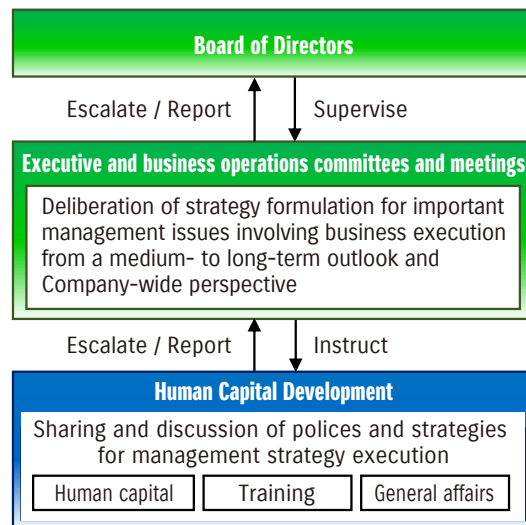 Board of Directors
Escalate / Report
Supervise
Executive and business operations committees and meetings
Deliberation of strategy formulation for important
management issues involving business execution
from a medium- to long-term outlook and
Company-wide perspective
Escalate / Report
Instruct
Human Capital Development
Sharing and discussion of polices and strategies
for management strategy execution
Human capital
Training
General affairs